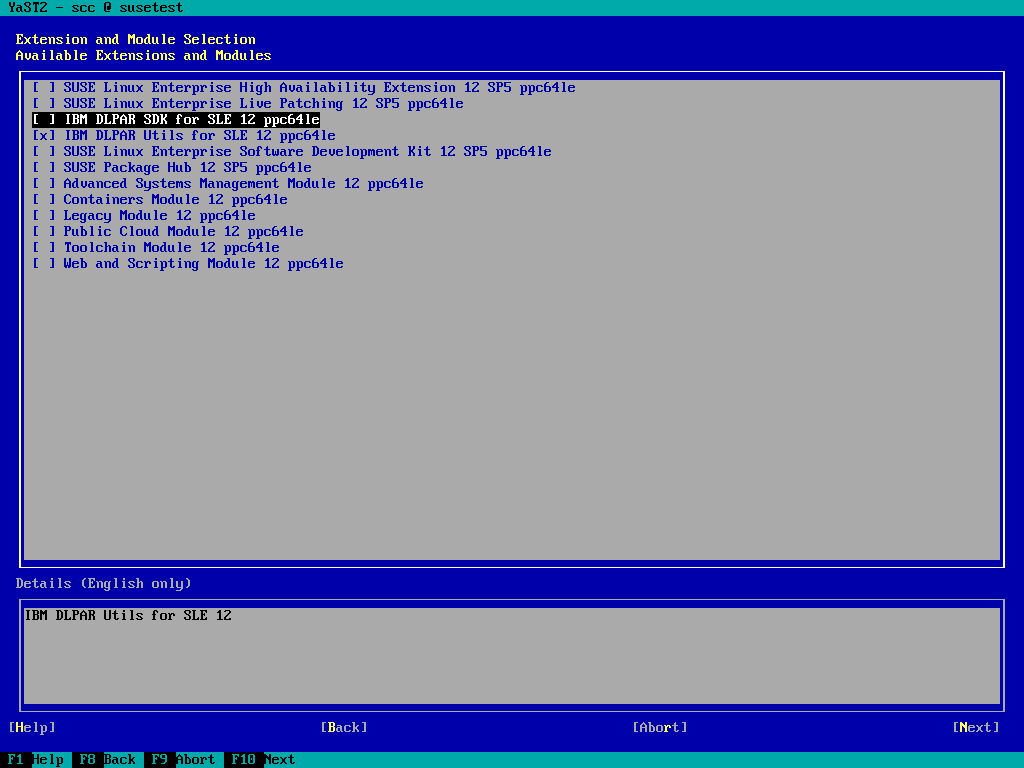 YaST2 - scc @ susetest
Extension and Module Selection
Available Extensions and Modules
[ ] SUSE Linux Enterprise High Availability Extension 12 SP5 ppc64le
[ ] SUSE Linux Enterprise Live Patching 12 SP5 ppc64le
[ ] IBM DLPAR SDK for SLE 12 ppc64le
[x] IBM DLPAR Utils for SLE 12 ppc64le
[ ] SUSE Linux Enterprise Software Development Kit 12 SP5 ppc64le
[ ] SUSE Package Hub 12 SP5 ppc64le
[ ] Advanced Systems Management Module 12 ppc64le
[ ] Containers Module 12 ppc64le
[ ] Legacy Module 12 ppc64le
[ ] Public Cloud Module 12 ppc64le
[ ] Toolchain Module 12 ppc64le
[ ] Web and Scripting Module 12 ppc64le
Details (English only)
IBM DLPAR Utils for SLE 12
[Help] [Back] [Abort] [Next]
F1 Help F8 Back F9 Abort F10 Next